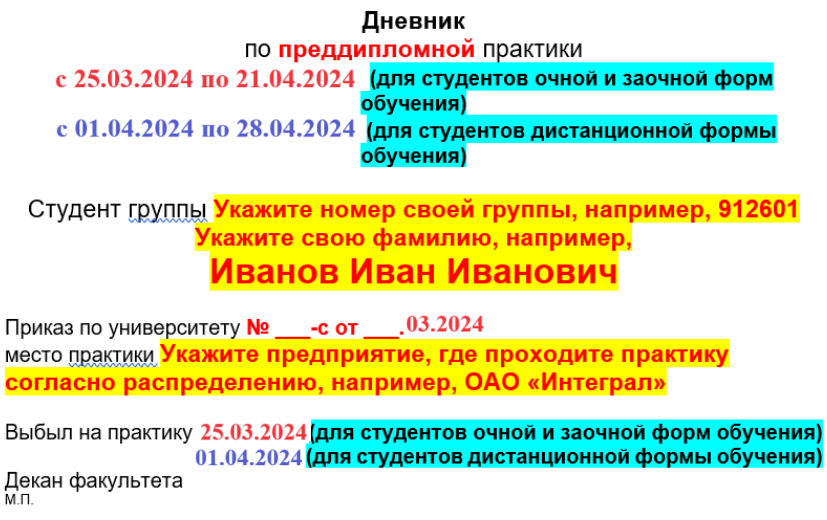 Дневник
по преддипломной практики
с 25.03.2024 по 21.04.2024 (для студентов очной и заочной форм
обучения)
с 01.04.2024 по 28.04.2024 (для студентов дистанционной формы
обучения)
Студент группы Укажите номер своей группы, например, 912601
Укажите свою фамилию, например,
Иванов Иван Иванович
Приказ по университету № ___-с от ___.03.2024
место практики Укажите предприятие, где проходите практику
согласно распределению, например, ОАО «Интеграл»
Выбыл на практику 25.03.2024 (для студентов очной и заочной форм обучения)
01.04.2024 (для студентов дистанционной формы обучения)
Декан факультета
М.П.